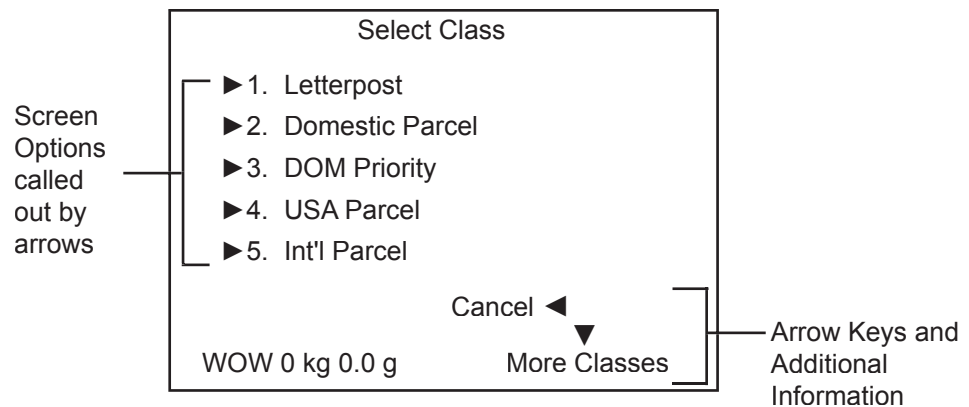 Select Class
Screen
Options
called
out by
arrows
►1. Letterpost
►2. Domestic Parcel
►3. DOM Priority
►4. USA Parcel
►5. Int'l Parcel
Cancel ◄
▼
WOW 0 kg 0.0 g More Classes
Arrow Keys and
Additional
Information